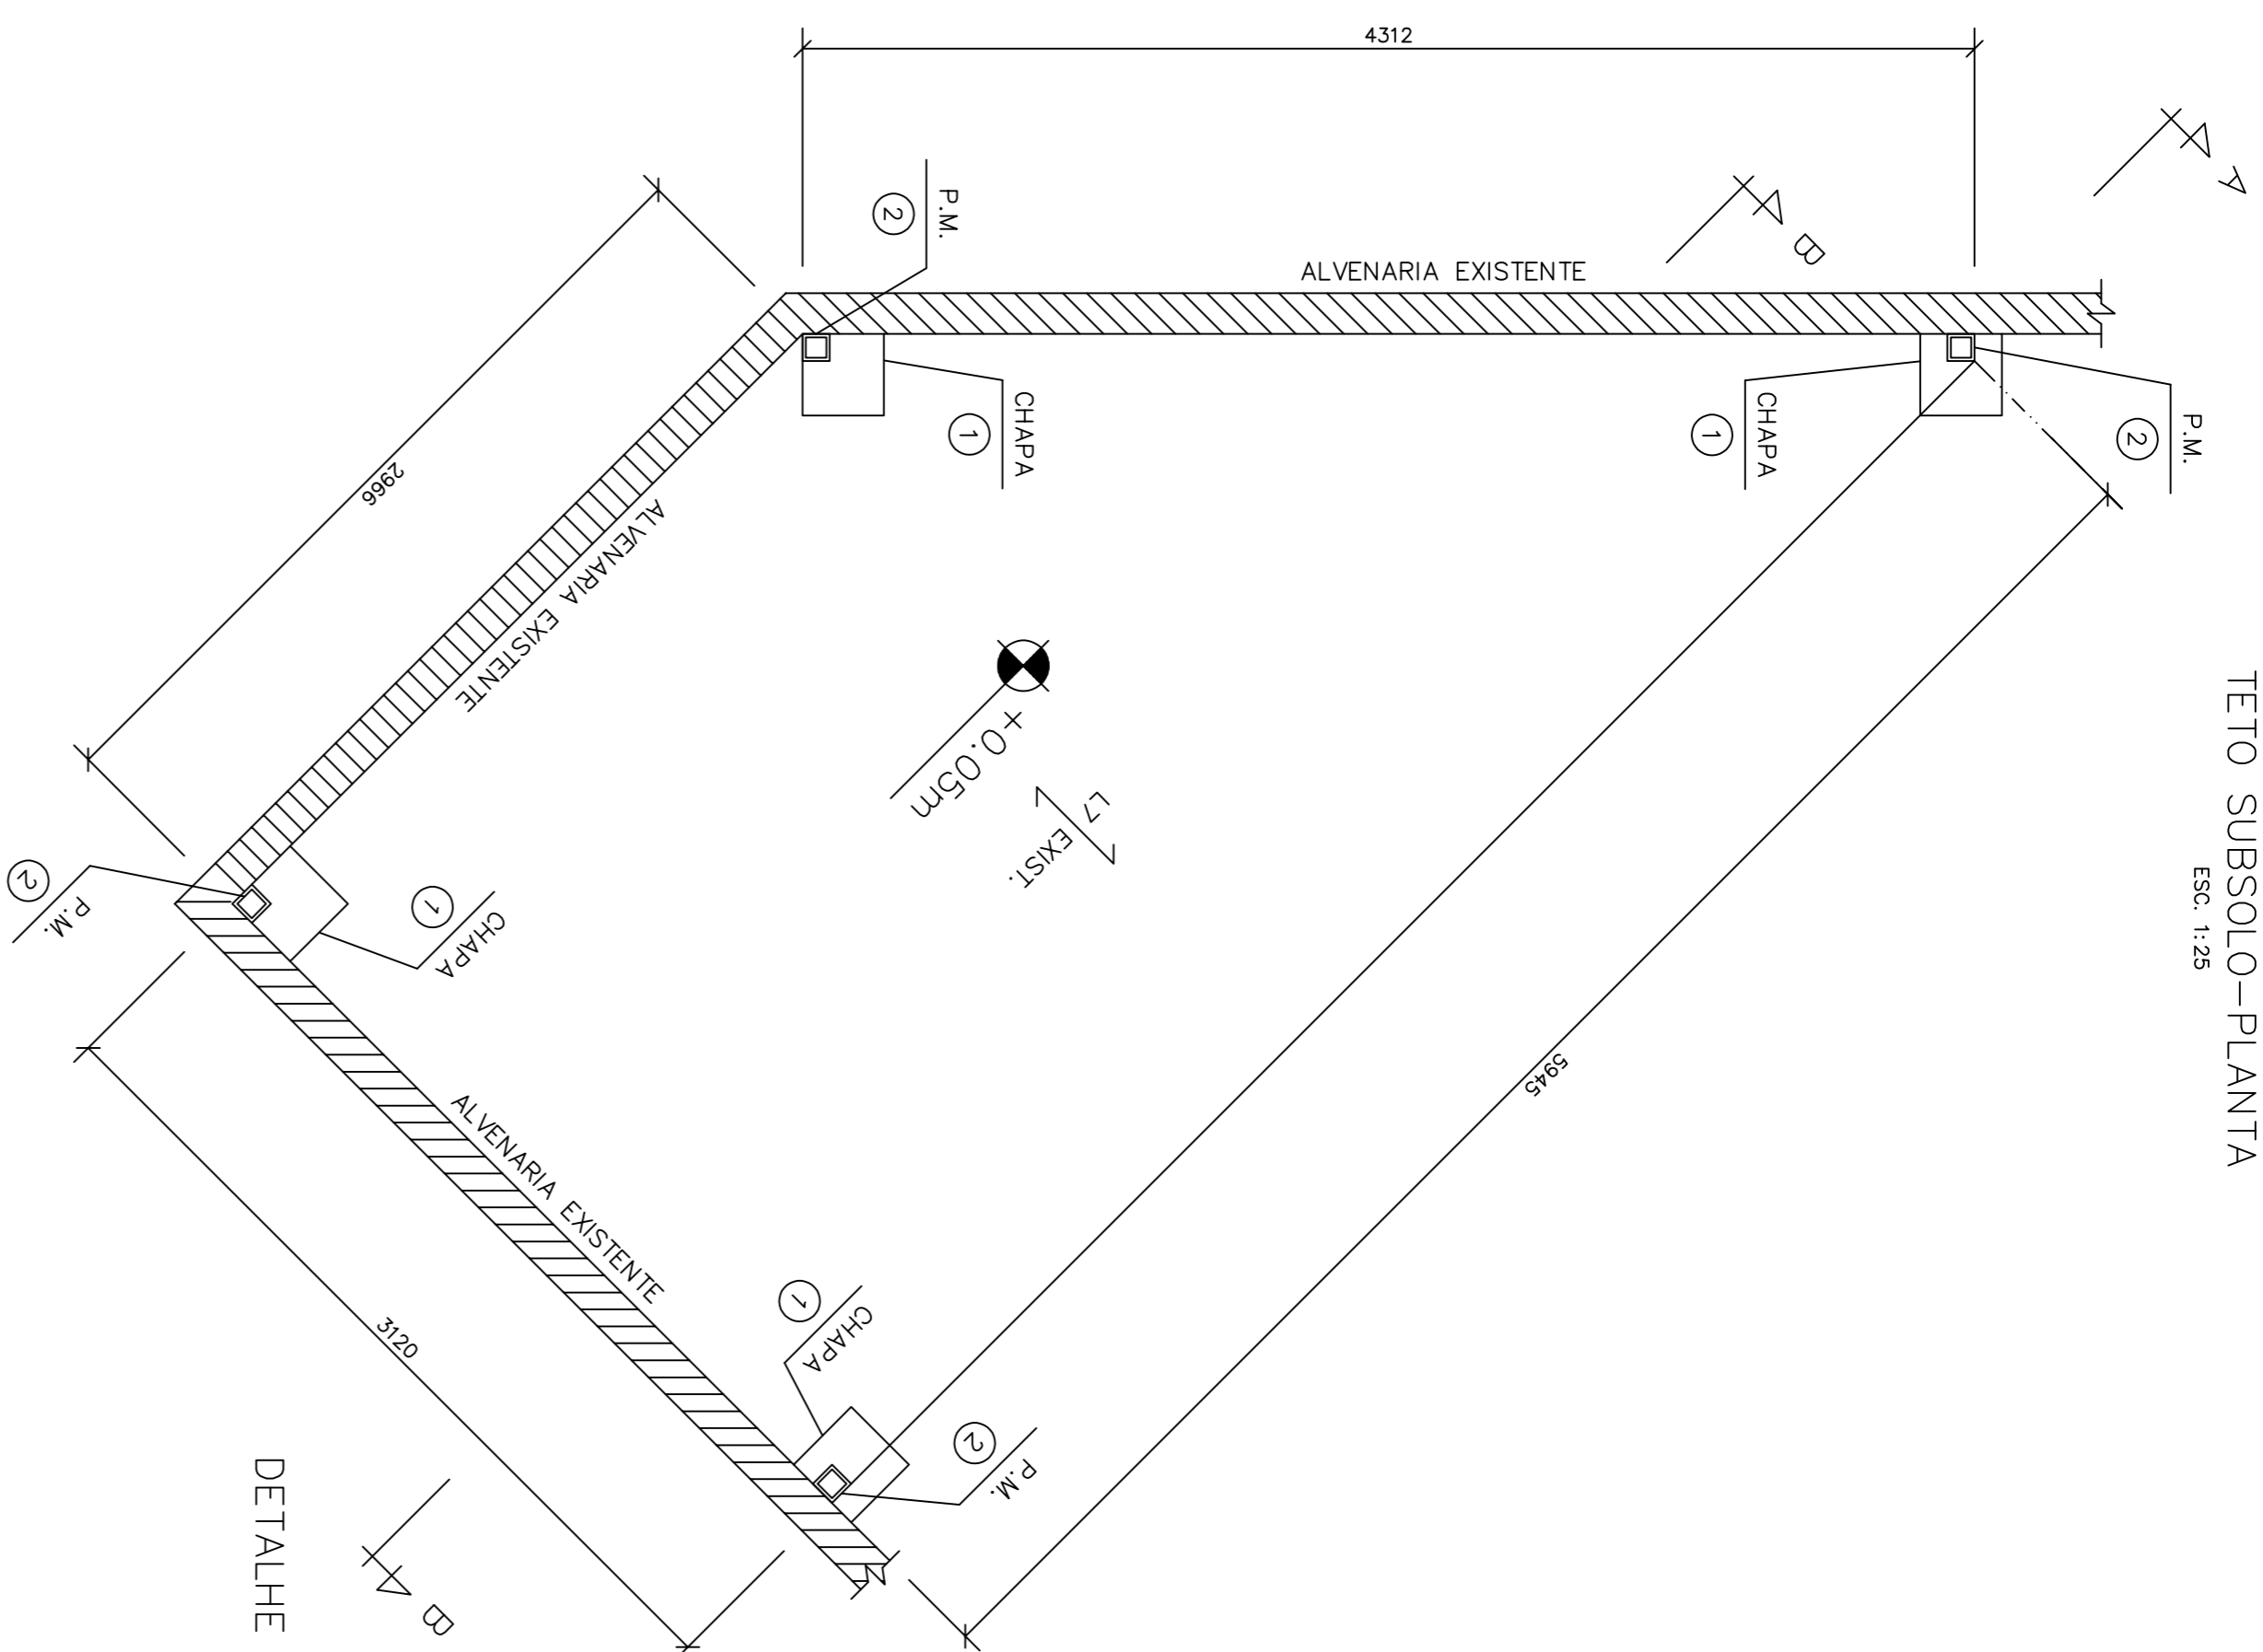 TETO SUBSOLO-PLANTA
ESC. 1:25
4312
A
B
P.M.
2
ALVENARIA EXISTENTE
P.M.
2
CHAPA
1
CHAPA
1
2966
ALVENARIA EXISTENTE
+0.05m
L7
EXIST.
5945
2
P.M.
1
CHAPA
ALVENARIA EXISTENTE
3120
1
CHAPA
2
P.M.
DETALHE
B